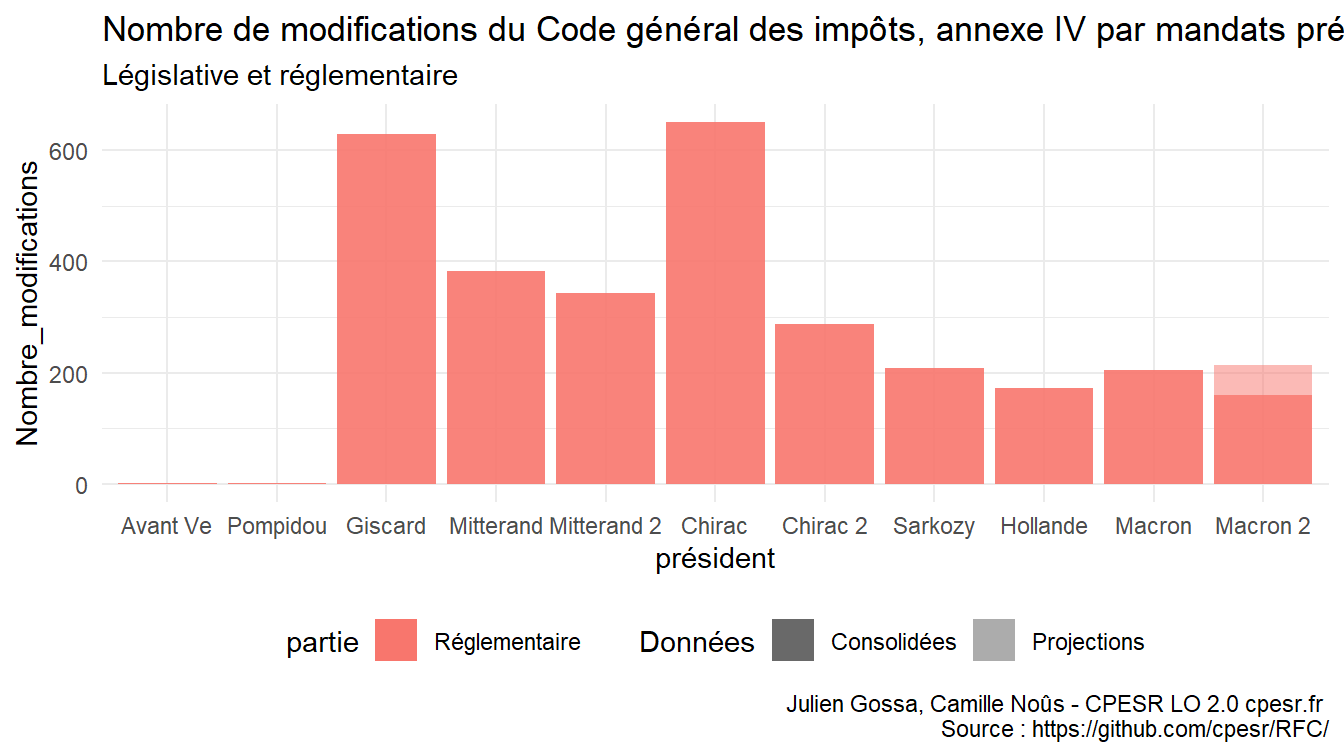 Nombre de modifications du Code général des impôts, annexe IV par mandats pré
Législative et réglementaire
Nombre_modifications
600
400
200
0
Avant Ve Pompidou Giscard Mitterand Mitterand 2 Chirac Chirac 2 Sarkozy Hollande Macron Macron 2
président
partie Réglementaire Données Consolidées Projections
Julien Gossa, Camille Noûs - CPESR LO 2.0 cpesr.fr
Source : https://github.com/cpesr/RFC/